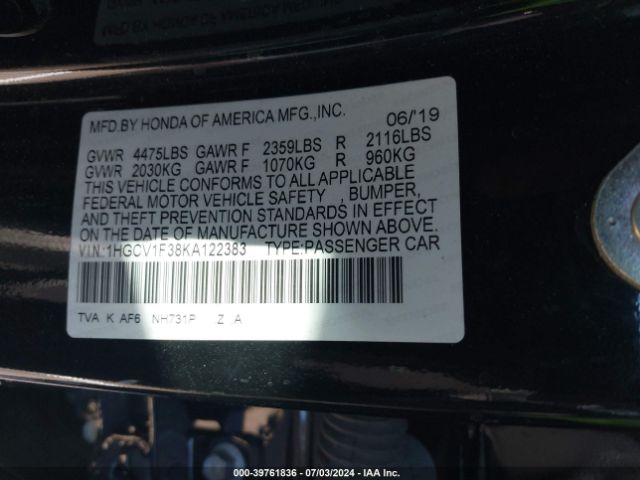 MFD.BY HONDA OF AMERICA MFG.,INC. 06/'19
GVWR 4475LBS GAWR F 2359LBS R 2116LBS
GVWR 2030KG GAWR F 1070KG R 960KG
THIS VEHICLE CONFORMS TO ALL APPLICABLE
FEDERAL MOTOR VEHICLE SAFETY , BUMPER,
AND THEFT PREVENTION STANDARDS IN EFFECT
ON THE DATE OF MANUFACTURE SHOWN ABOVE.
V.I.N.:1HGCV1F38KA122383 TYPE:PASSENGER CAR
TVA K AF6 NH731P Z A
000-39761836 - 07/03/2024 - IAA Inc.